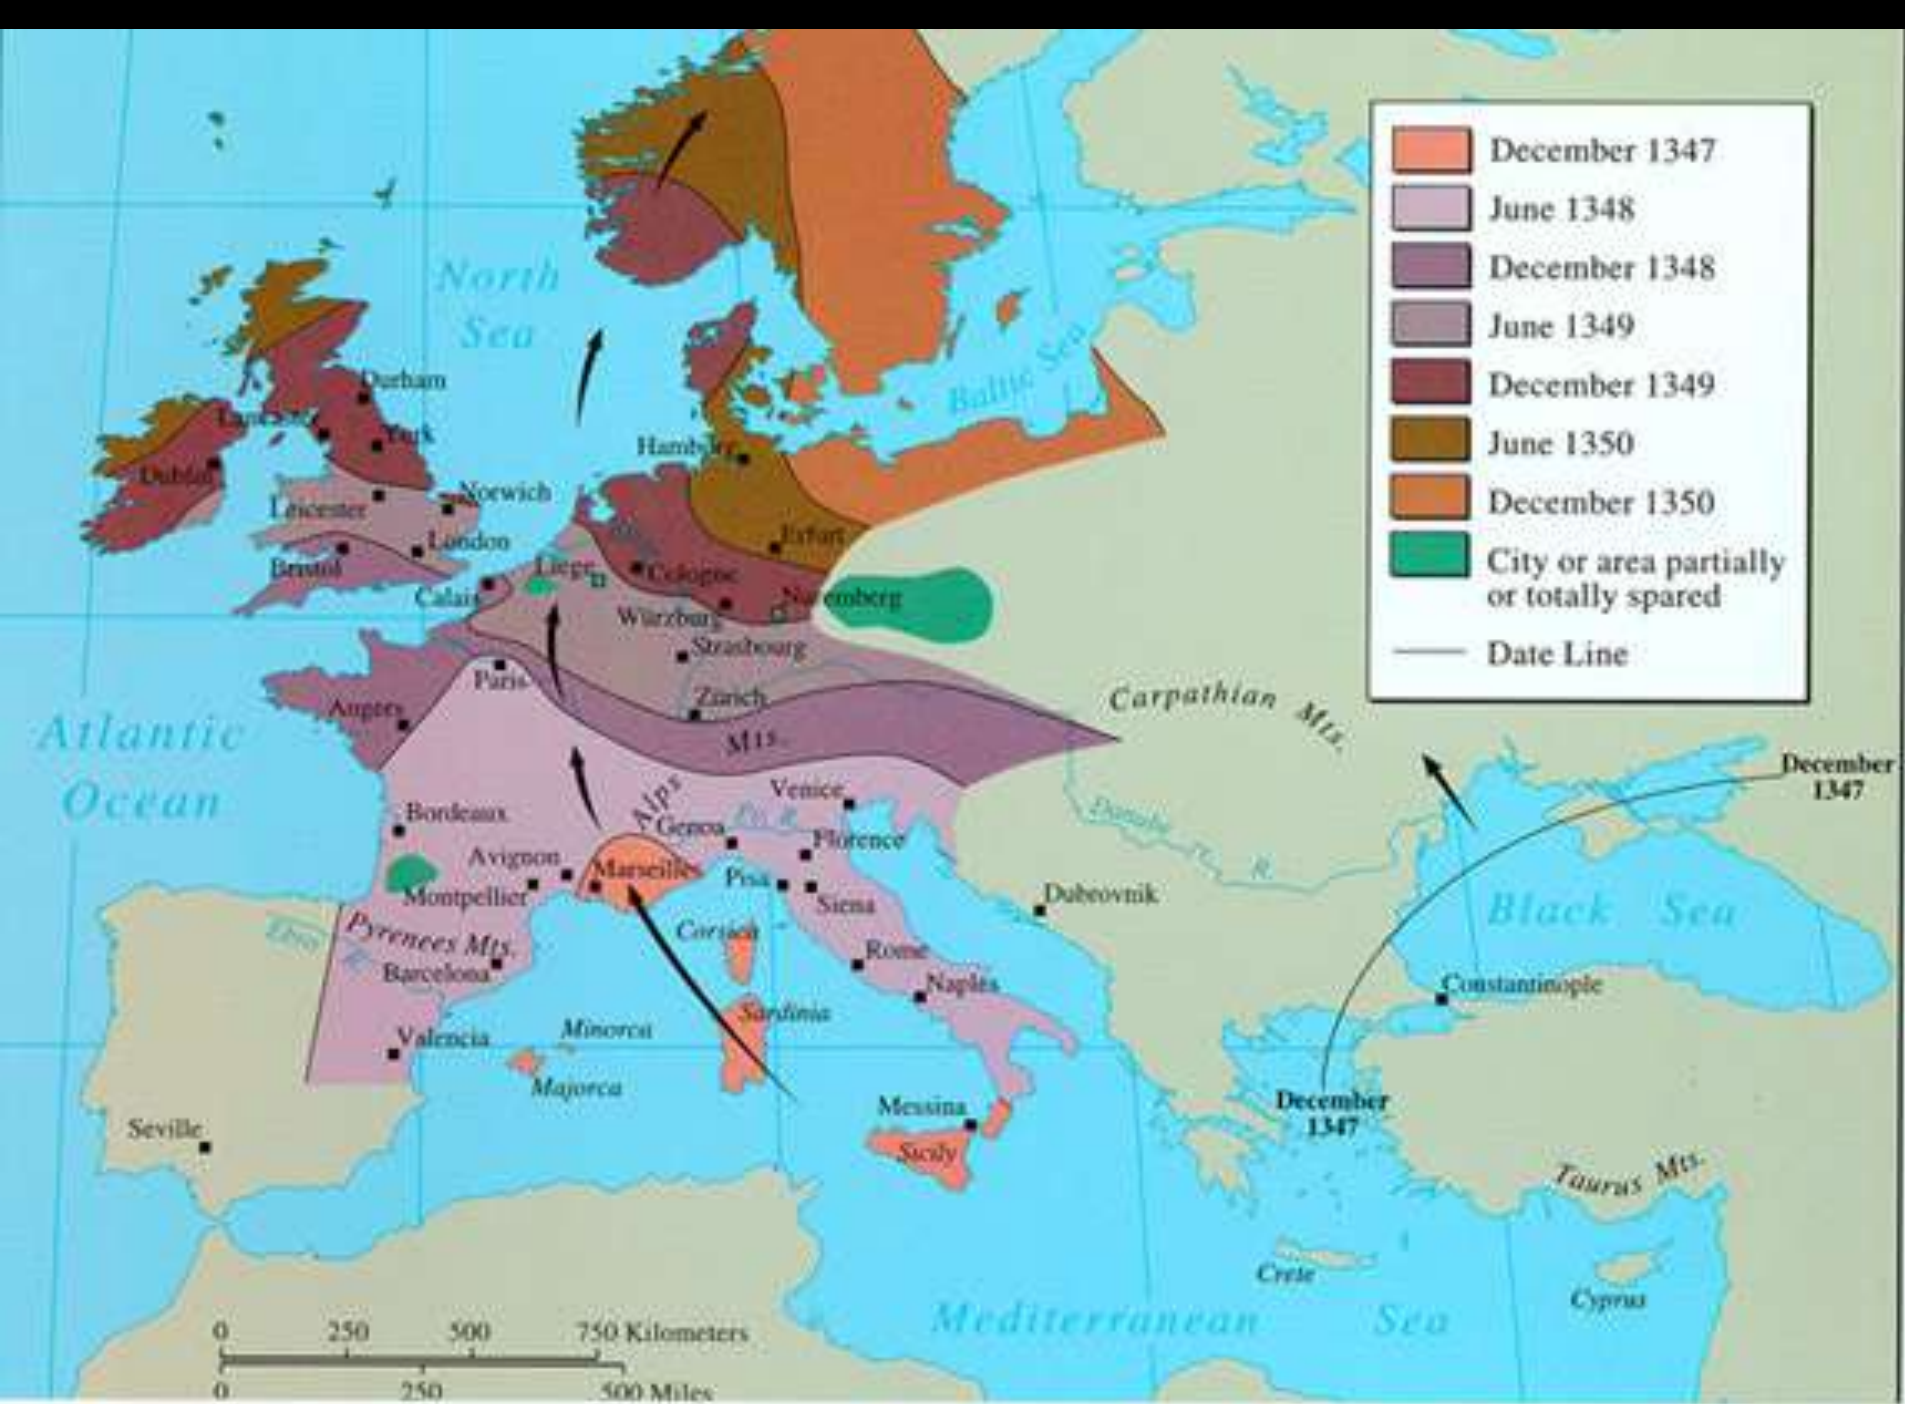 December 1347
June 1348
December 1348
June 1349
December 1349
June 1350
December 1350
City or area partially
or totally spared
Date Line
North
Sea
Baltic Sea
Durham
Lancaster
York
Dublin
Hamburg
Leicester
Norwich
London
Bristol
Erfurt
Liege
Cologne
Calais
Nuremberg
Würzburg
Strasbourg
Paris
Zurich
Angers
Carpathian Mts.
Atlantic
Ocean
Mts.
Alps
December
1347
Venice
Bordeaux
Po R.
Genoa
Florence
Danube
R.
Avignon
Marseilles
Pisa
Montpellier
Siena
Dubrovnik
Black Sea
Ebro
R.
Pyrenees Mts.
Corsica
Rome
Barcelona
Naples
Constantinople
Sardinia
Minorca
Valencia
Majorca
Messina
December
1347
Seville
Sicily
Taurus Mts.
Crete
Cyprus
Mediterranean Sea
0 250 500 750 Kilometers
0 250 500 Miles